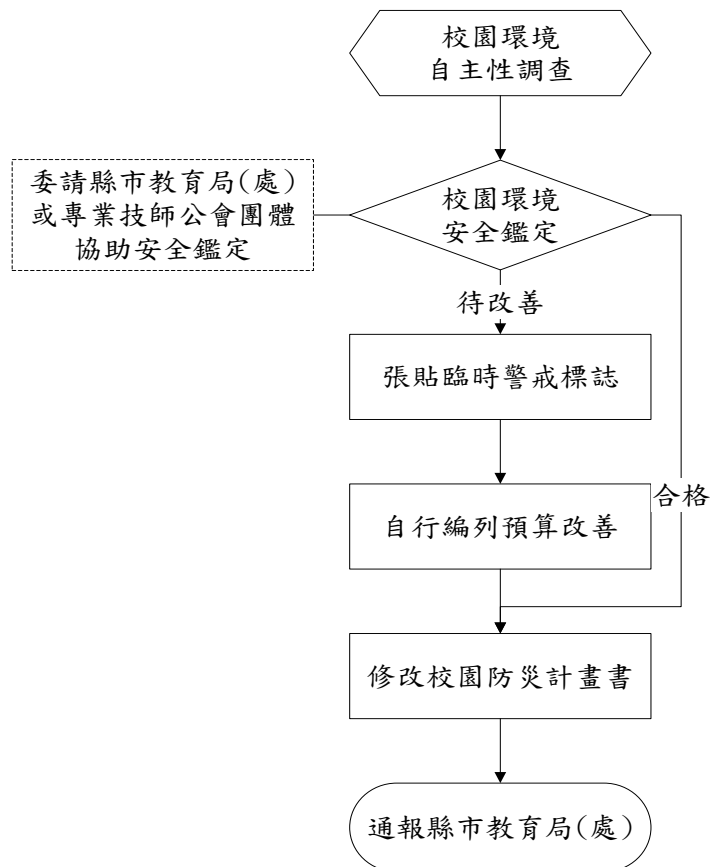 校園環境
自主性調查
委請縣市教育局(處)
或專業技師公會團體
協助安全鑑定
校園環境
安全鑑定
待改善
張貼臨時警戒標誌
合格
自行編列預算改善
修改校園防災計畫書
通報縣市教育局(處)